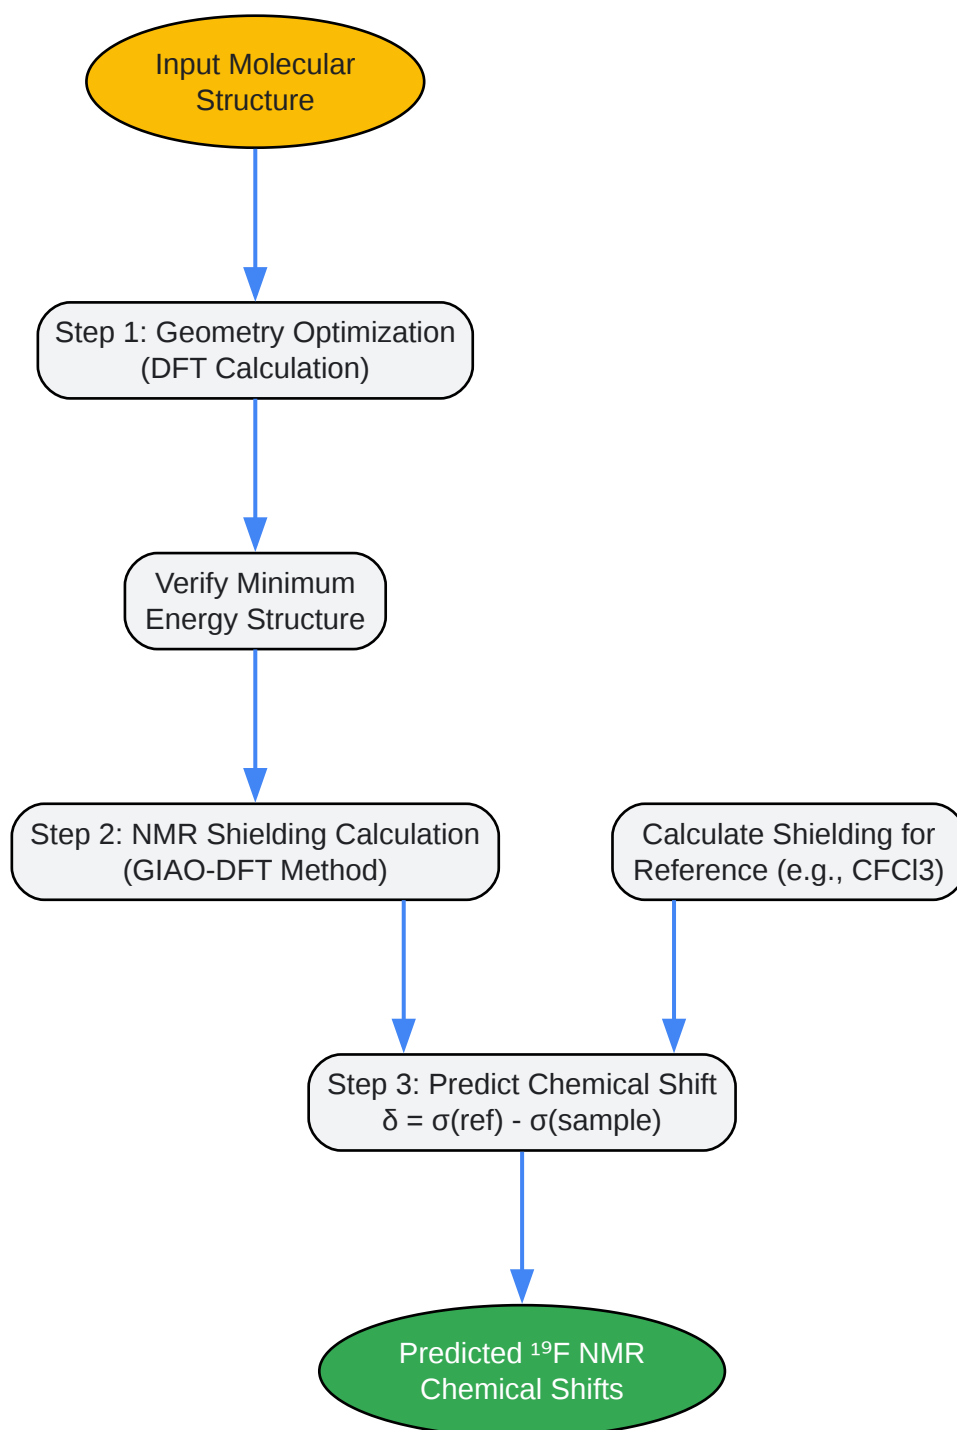 Input Molecular
Structure
Step 1: Geometry Optimization
(DFT Calculation)
Verify Minimum
Energy Structure
Step 2: NMR Shielding Calculation
(GIAO-DFT Method)
Calculate Shielding for
Reference (e.g., CFCl3)
Step 3: Predict Chemical Shift
δ = σ(ref) - σ(sample)
Predicted ¹⁹F NMR
Chemical Shifts